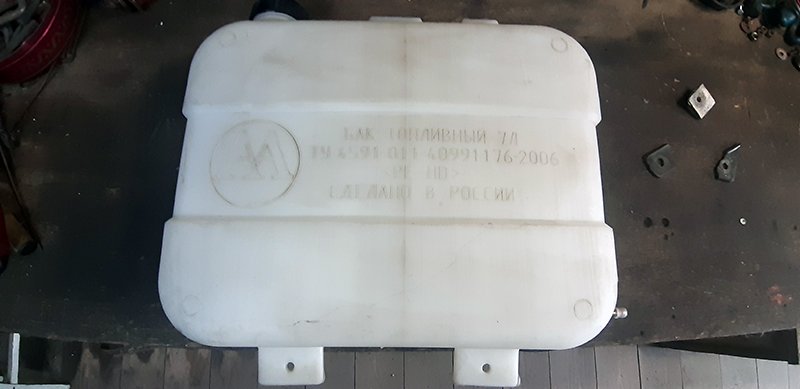 БАК ТОПЛИВНЫЙ 7Л
ТУ 4591-011-40991176-2006
<PE HD>
СДЕЛАНО В РОССИИ